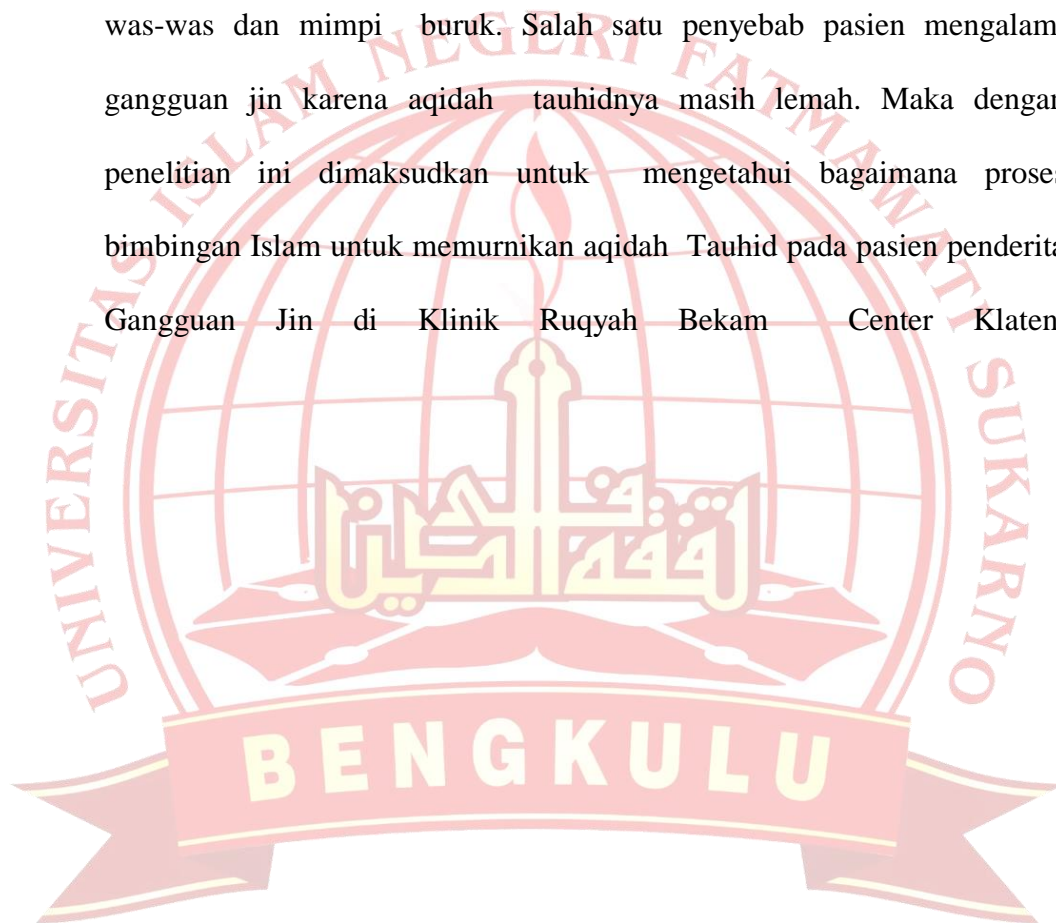 was-was dan mimpi buruk. Salah satu penyebab pasien mengalam
gangguan jin karena aqidah tauhidnya masih lemah. Maka dengan
penelitian ini dimaksudkan untuk mengetahui bagaimana proses
bimbingan Islam untuk memurnikan aqidah Tauhid pada pasien penderita
Gangguan Jin di Klinik Ruqyah Bekam Center Klaten
UNIVERSITAS ISLAM NEGERI FATMAWATI SUKARNO
BENGKULU